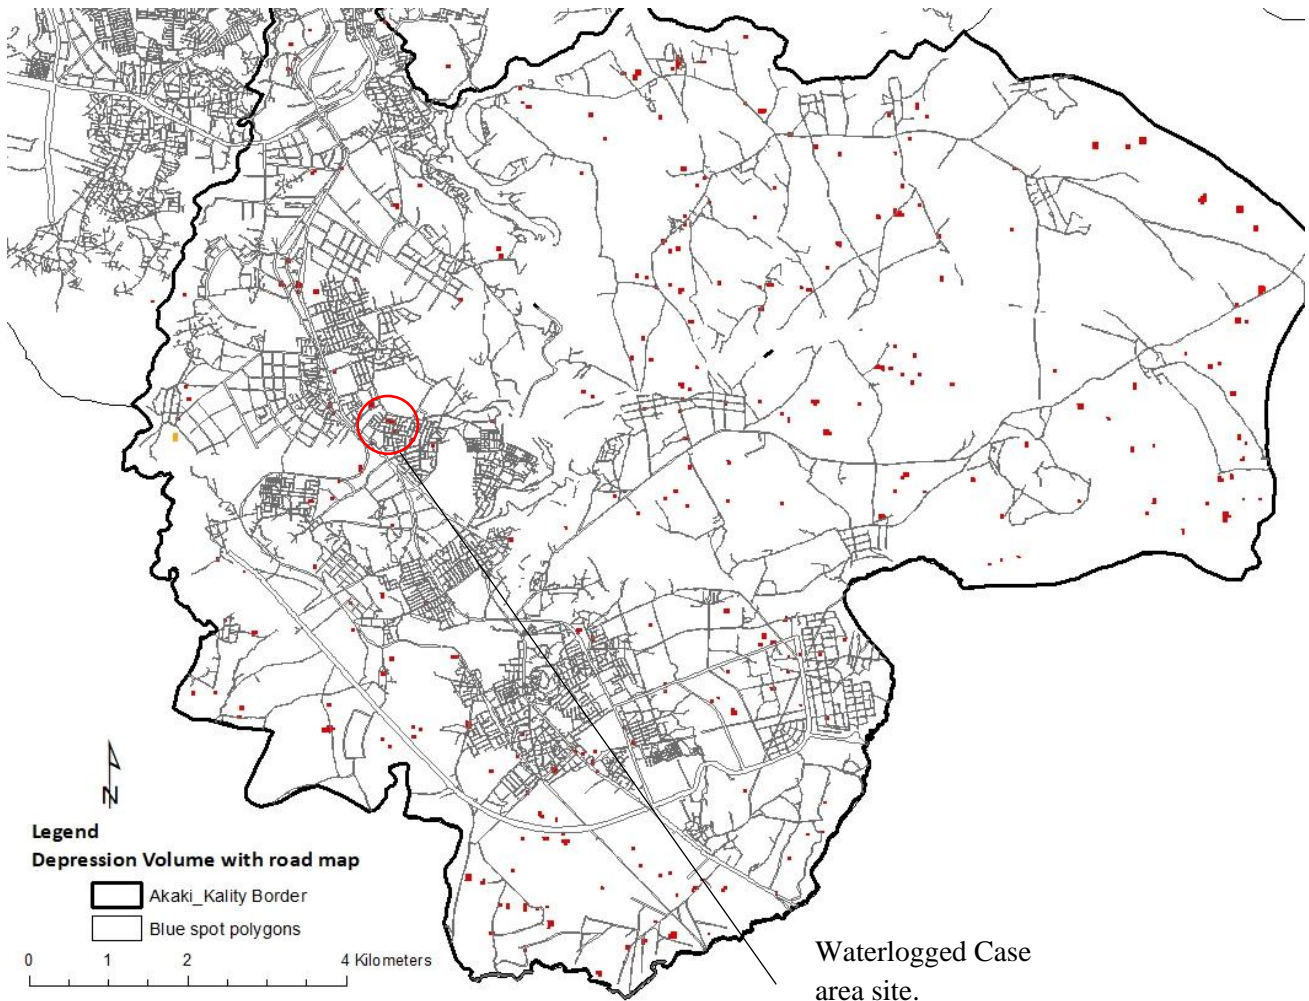 N
Legend
Depression Volume with road map
Akaki_Kality Border
Blue spot polygons
0 1 2 4 Kilometers
Waterlogged Case
area site.